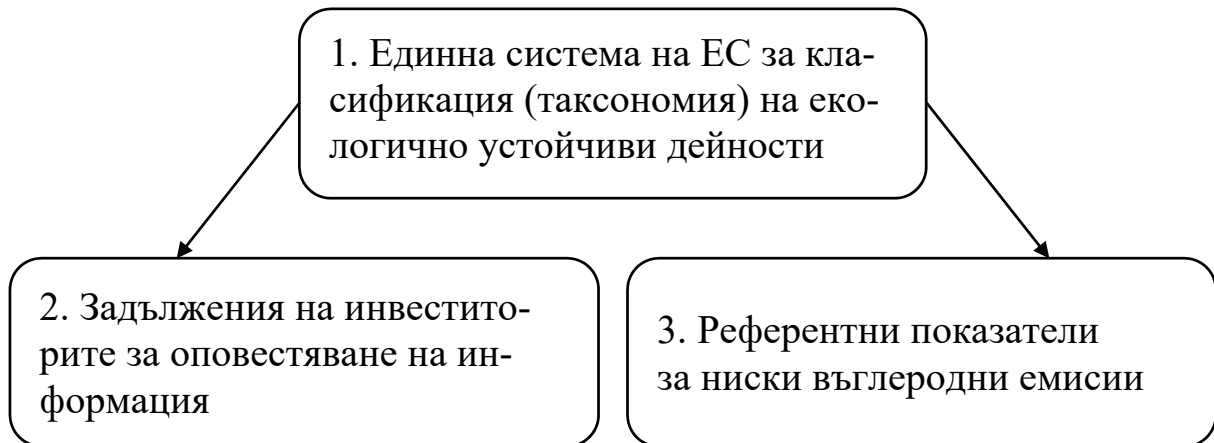 1. Единна система на ЕС за кла-
сификация (таксономия) на еко-
логично устойчиви дейности
2. Задължения на инвестито-
рите за оповестяване на ин-
формация
3. Референтни показатели
за ниски въглеродни емисии